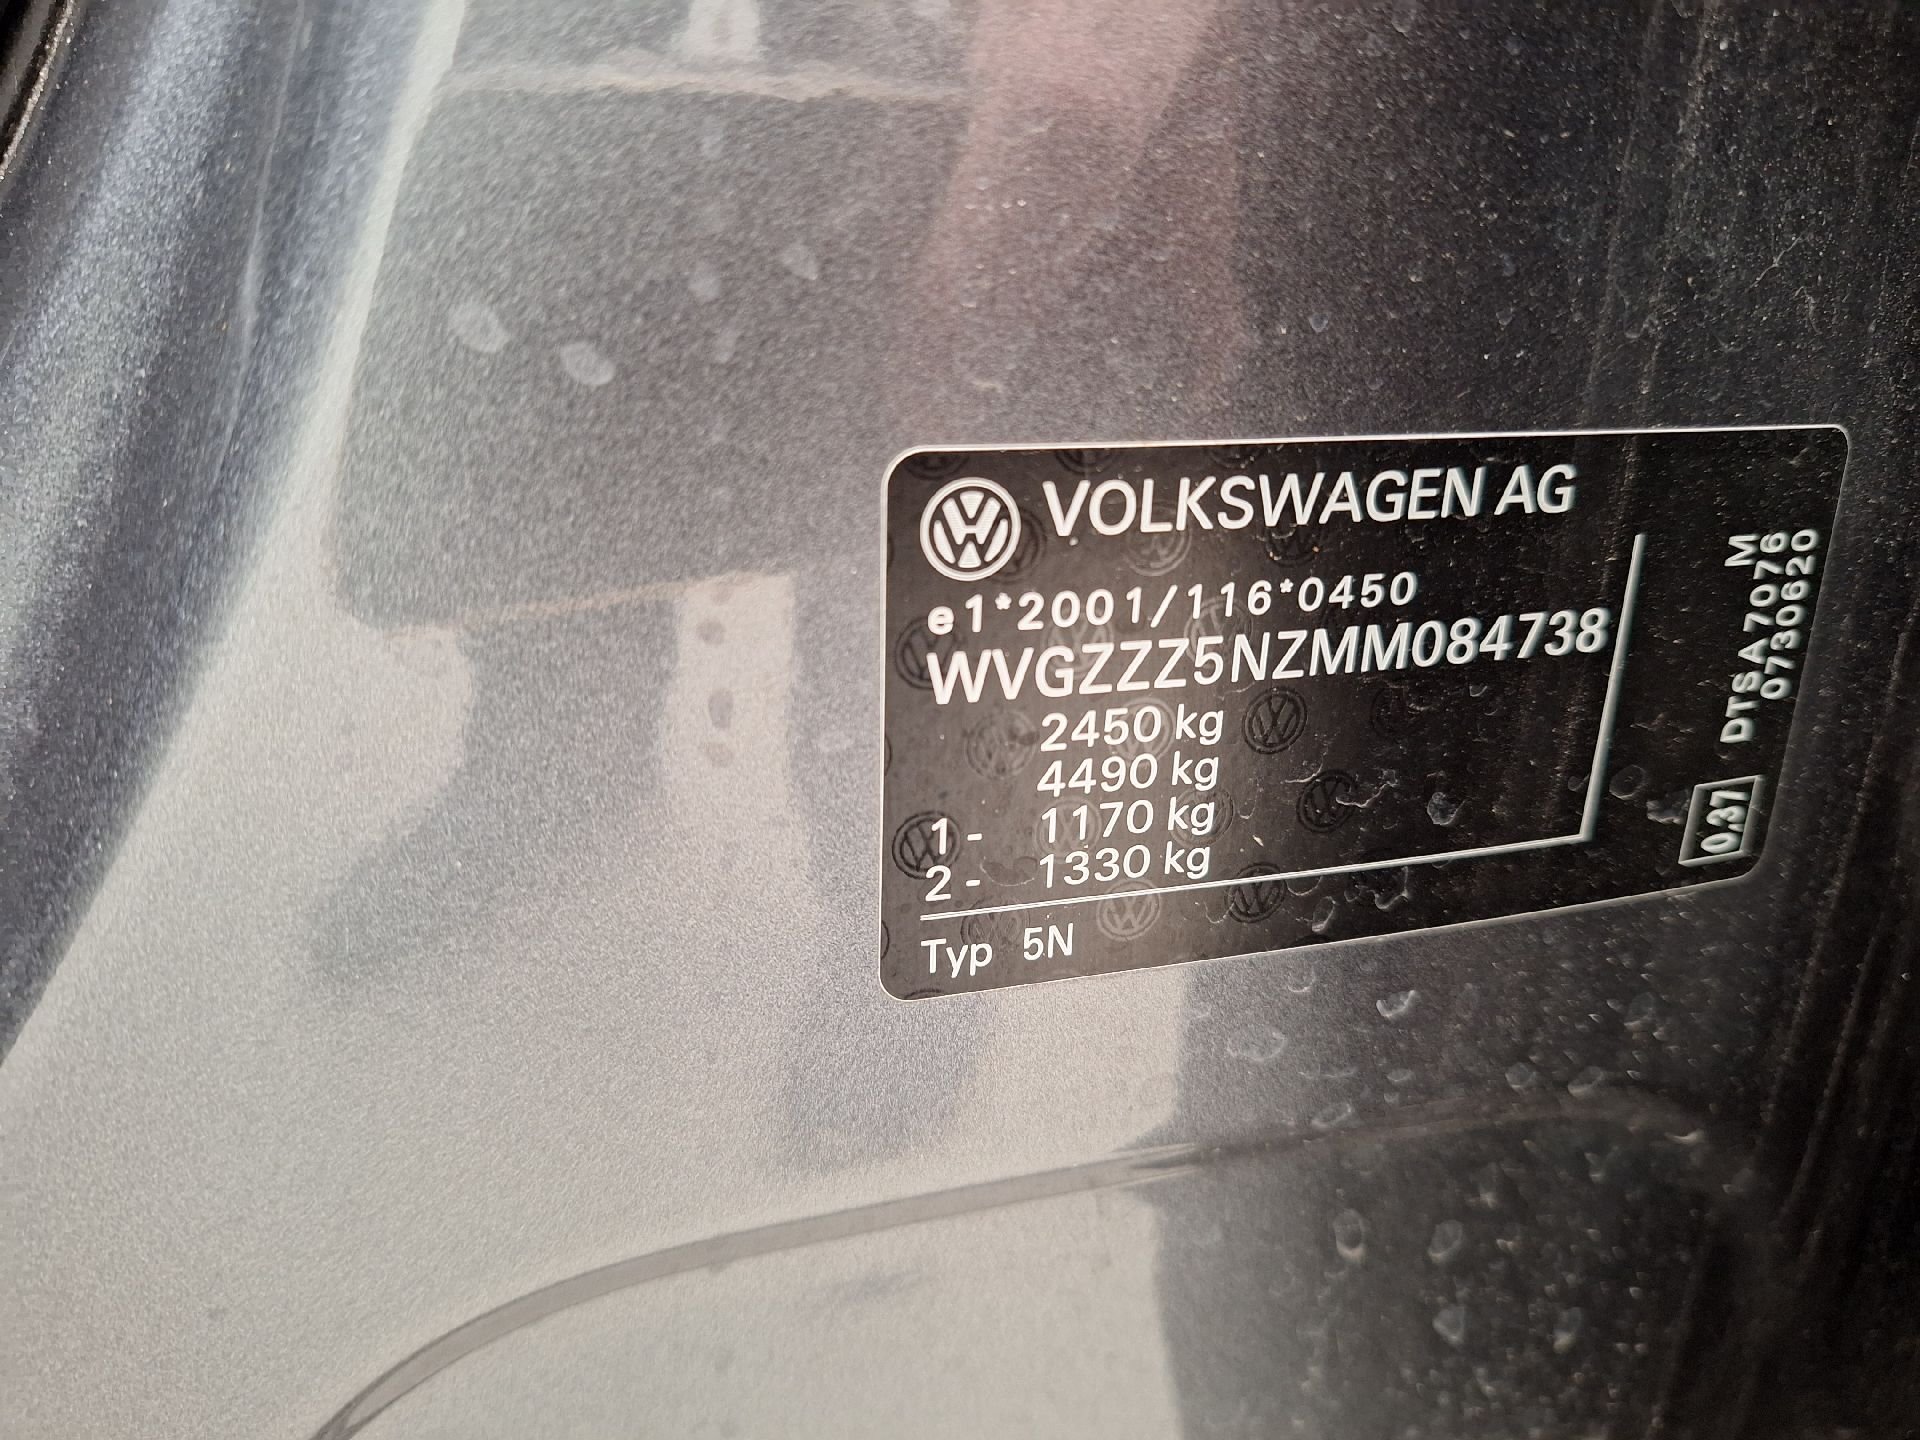 VOLKSWAGEN AG
e1*2001/116*0450
WVGZZZ5NZMM084738
2450 kg
4490 kg
1 - 1170 kg
2 - 1330 kg
Typ 5N
M
DTSA7076
0730620
0,37